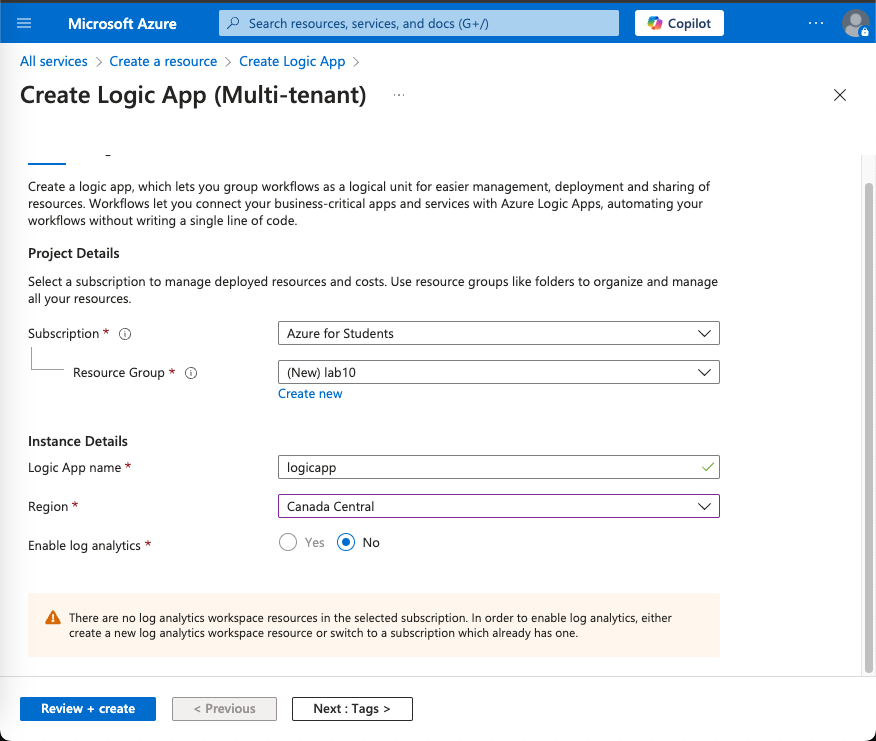 Microsoft Azure
Search resources, services, and docs (G+/)
Copilot
All services > Create a resource > Create Logic App >
Create Logic App (Multi-tenant)
Create a logic app, which lets you group workflows as a logical unit for easier management, deployment and sharing of
resources. Workflows let you connect your business-critical apps and services with Azure Logic Apps, automating your
workflows without writing a single line of code.
Project Details
Select a subscription to manage deployed resources and costs. Use resource groups like folders to organize and manage
all your resources.
Subscription *
Azure for Students
Resource Group *
(New) lab10
Create new
Instance Details
Logic App name *
logicapp
Region *
Canada Central
Enable log analytics *
Yes No
There are no log analytics workspace resources in the selected subscription. In order to enable log analytics, either
create a new log analytics workspace resource or switch to a subscription which already has one.
Review + create
< Previous
Next : Tags >